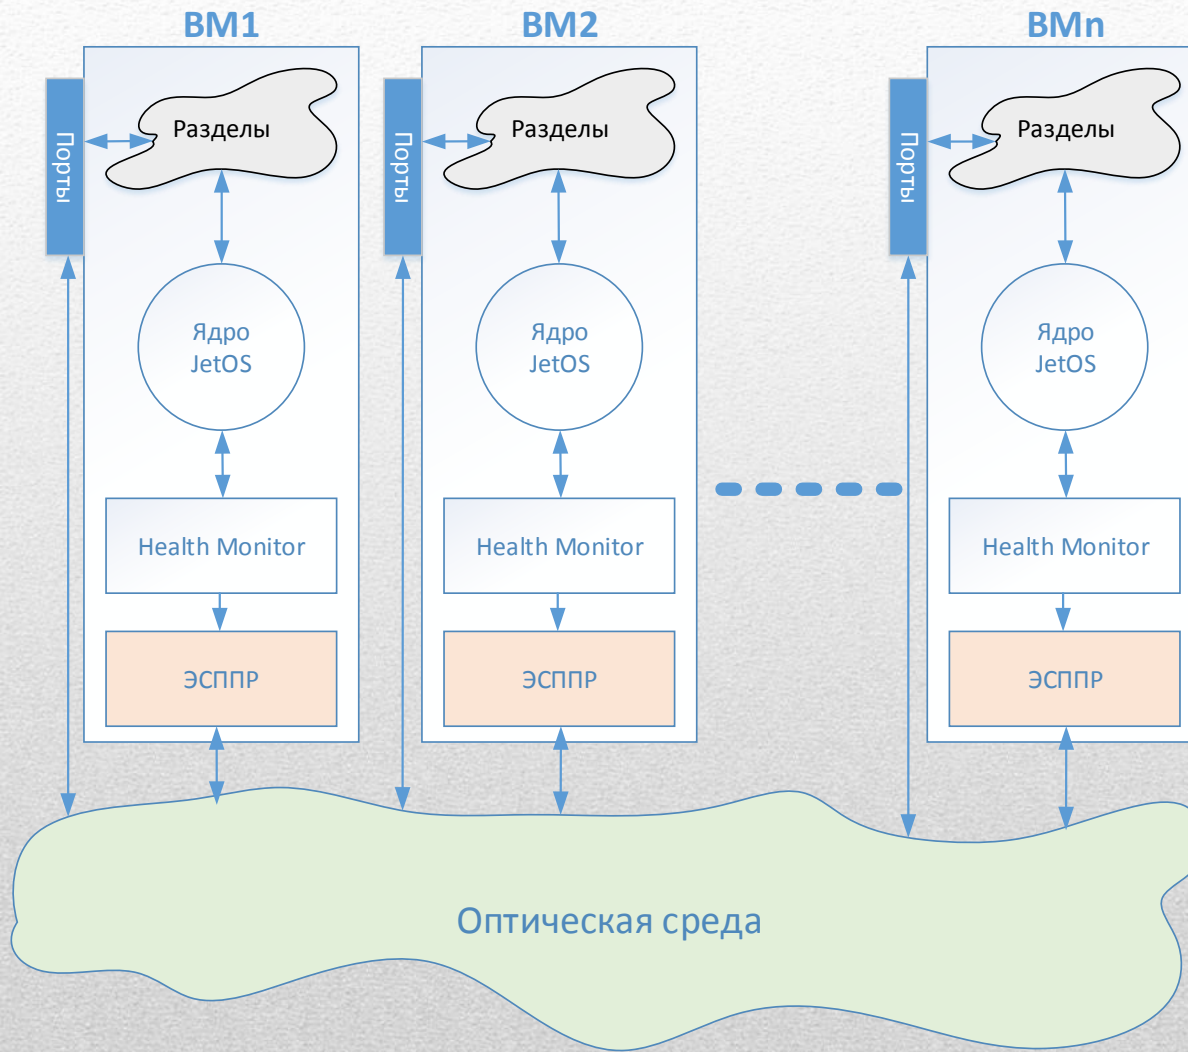 ВМ1
Порты
Разделы
Ядро
JetOS
Health Monitor
ЭСППР
ВМ2
Порты
Разделы
Ядро
JetOS
Health Monitor
ЭСППР
ВМn
Порты
Разделы
Ядро
JetOS
Health Monitor
ЭСППР
Оптическая среда